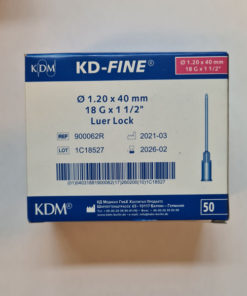 KDM
KD-FINE®
Ø 1.20 x 40 mm
18 G x 1 1/2"
Ø 1.20 x 40 mm
18 G x 1 1/2"
Luer Lock
REF 900062R
2021-03
LOT 1C18527
2026-02
KDM®
50